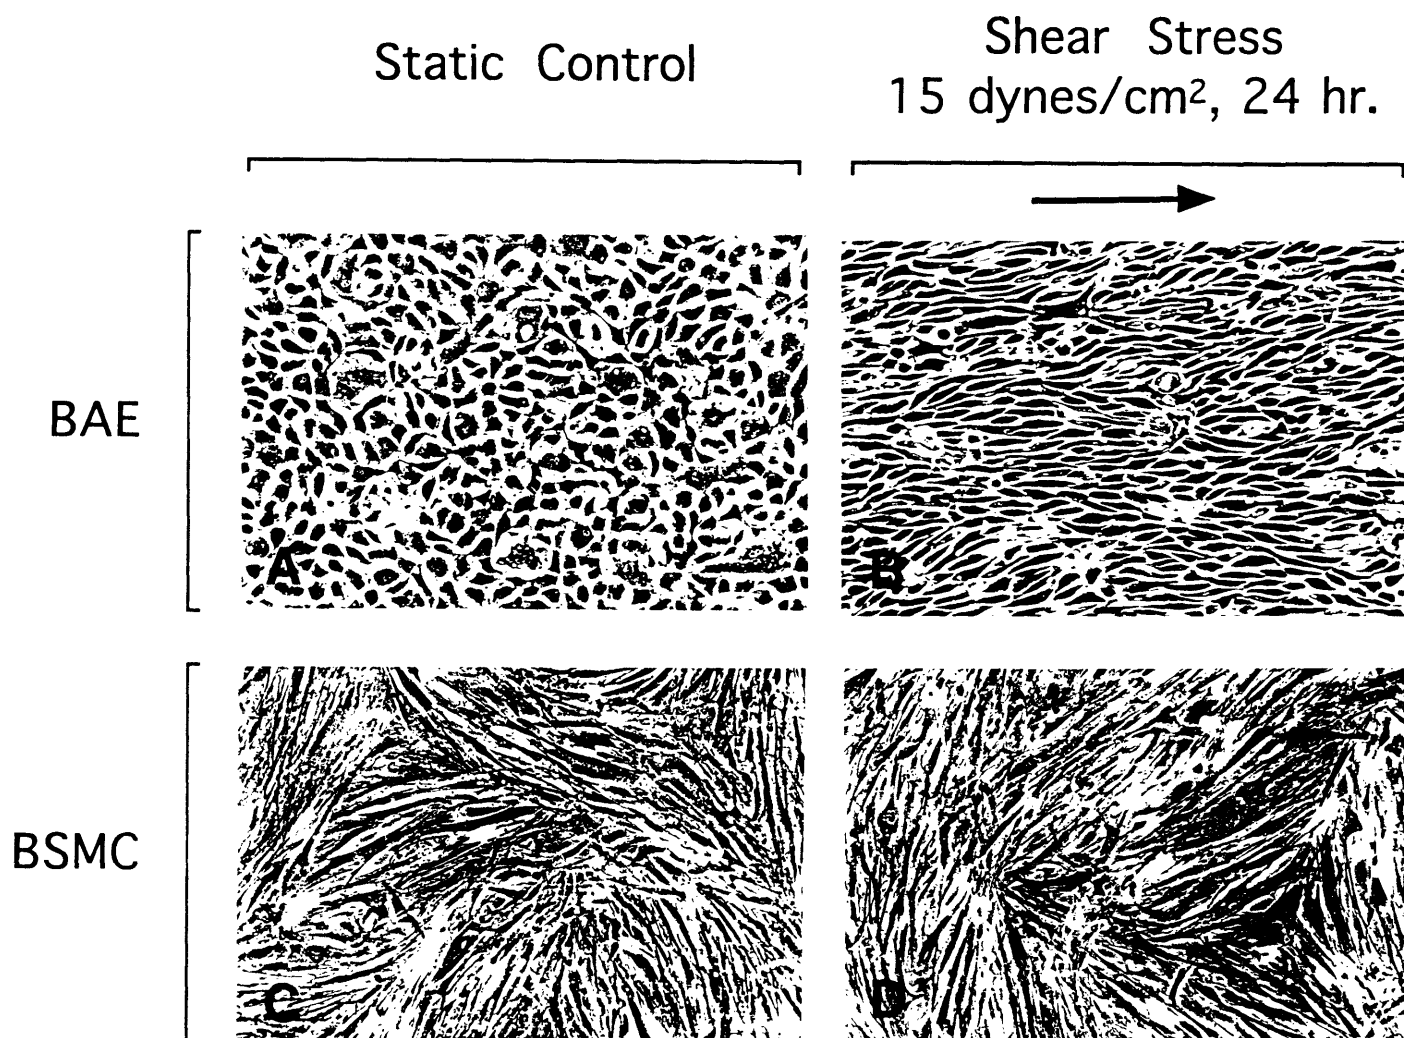 Static Control
Shear Stress
15 dynes/cm², 24 hr.
BAE
A
B
BSMC
C
D